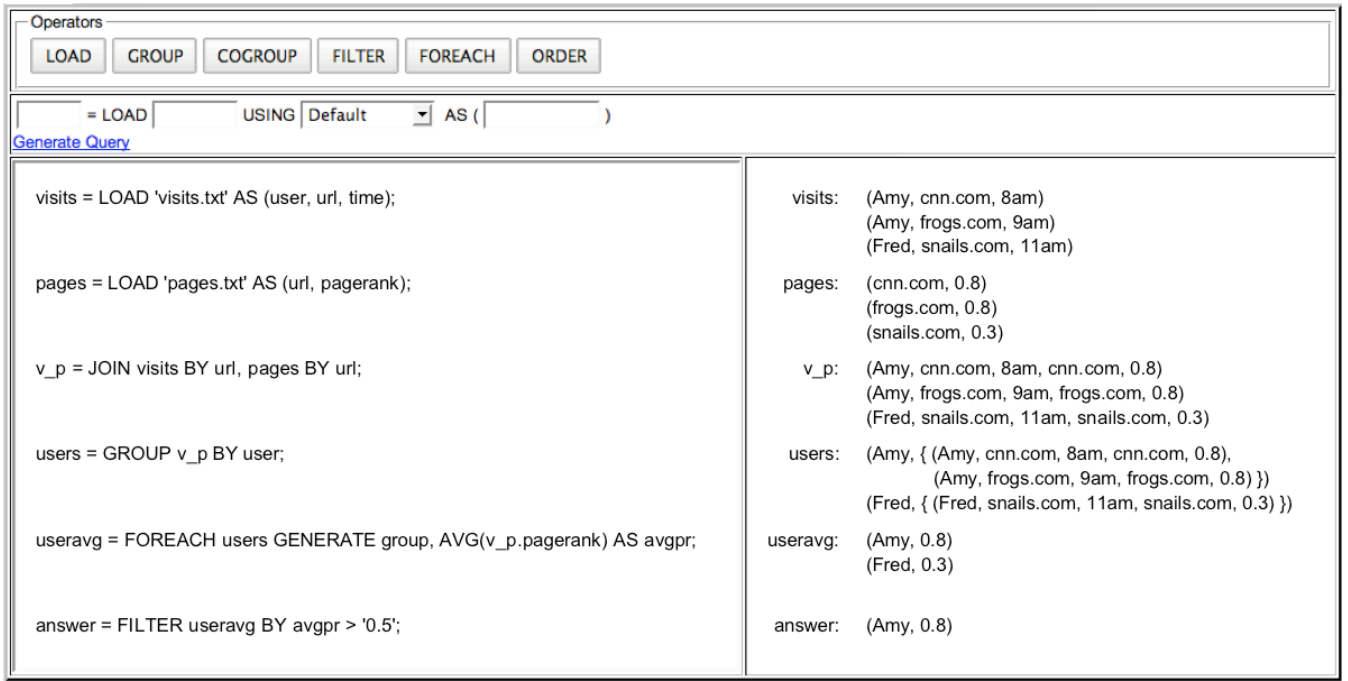 Operators
LOAD GROUP COGROUP FILTER FOREACH ORDER
= LOAD USING Default AS ( )
Generate Query
visits = LOAD 'visits.txt' AS (user, url, time);
visits: (Amy, cnn.com, 8am)
(Amy, frogs.com, 9am)
(Fred, snails.com, 11am)
pages = LOAD 'pages.txt' AS (url, pagerank);
pages: (cnn.com, 0.8)
(frogs.com, 0.8)
(snails.com, 0.3)
v_p = JOIN visits BY url, pages BY url;
v_p: (Amy, cnn.com, 8am, cnn.com, 0.8)
(Amy, frogs.com, 9am, frogs.com, 0.8)
(Fred, snails.com, 11am, snails.com, 0.3)
users = GROUP v_p BY user;
users: (Amy, { (Amy, cnn.com, 8am, cnn.com, 0.8),
(Amy, frogs.com, 9am, frogs.com, 0.8) })
(Fred, { (Fred, snails.com, 11am, snails.com, 0.3) })
useravg = FOREACH users GENERATE group, AVG(v_p.pagerank) AS avgpr;
useravg: (Amy, 0.8)
(Fred, 0.3)
answer = FILTER useravg BY avgpr > '0.5';
answer: (Amy, 0.8)